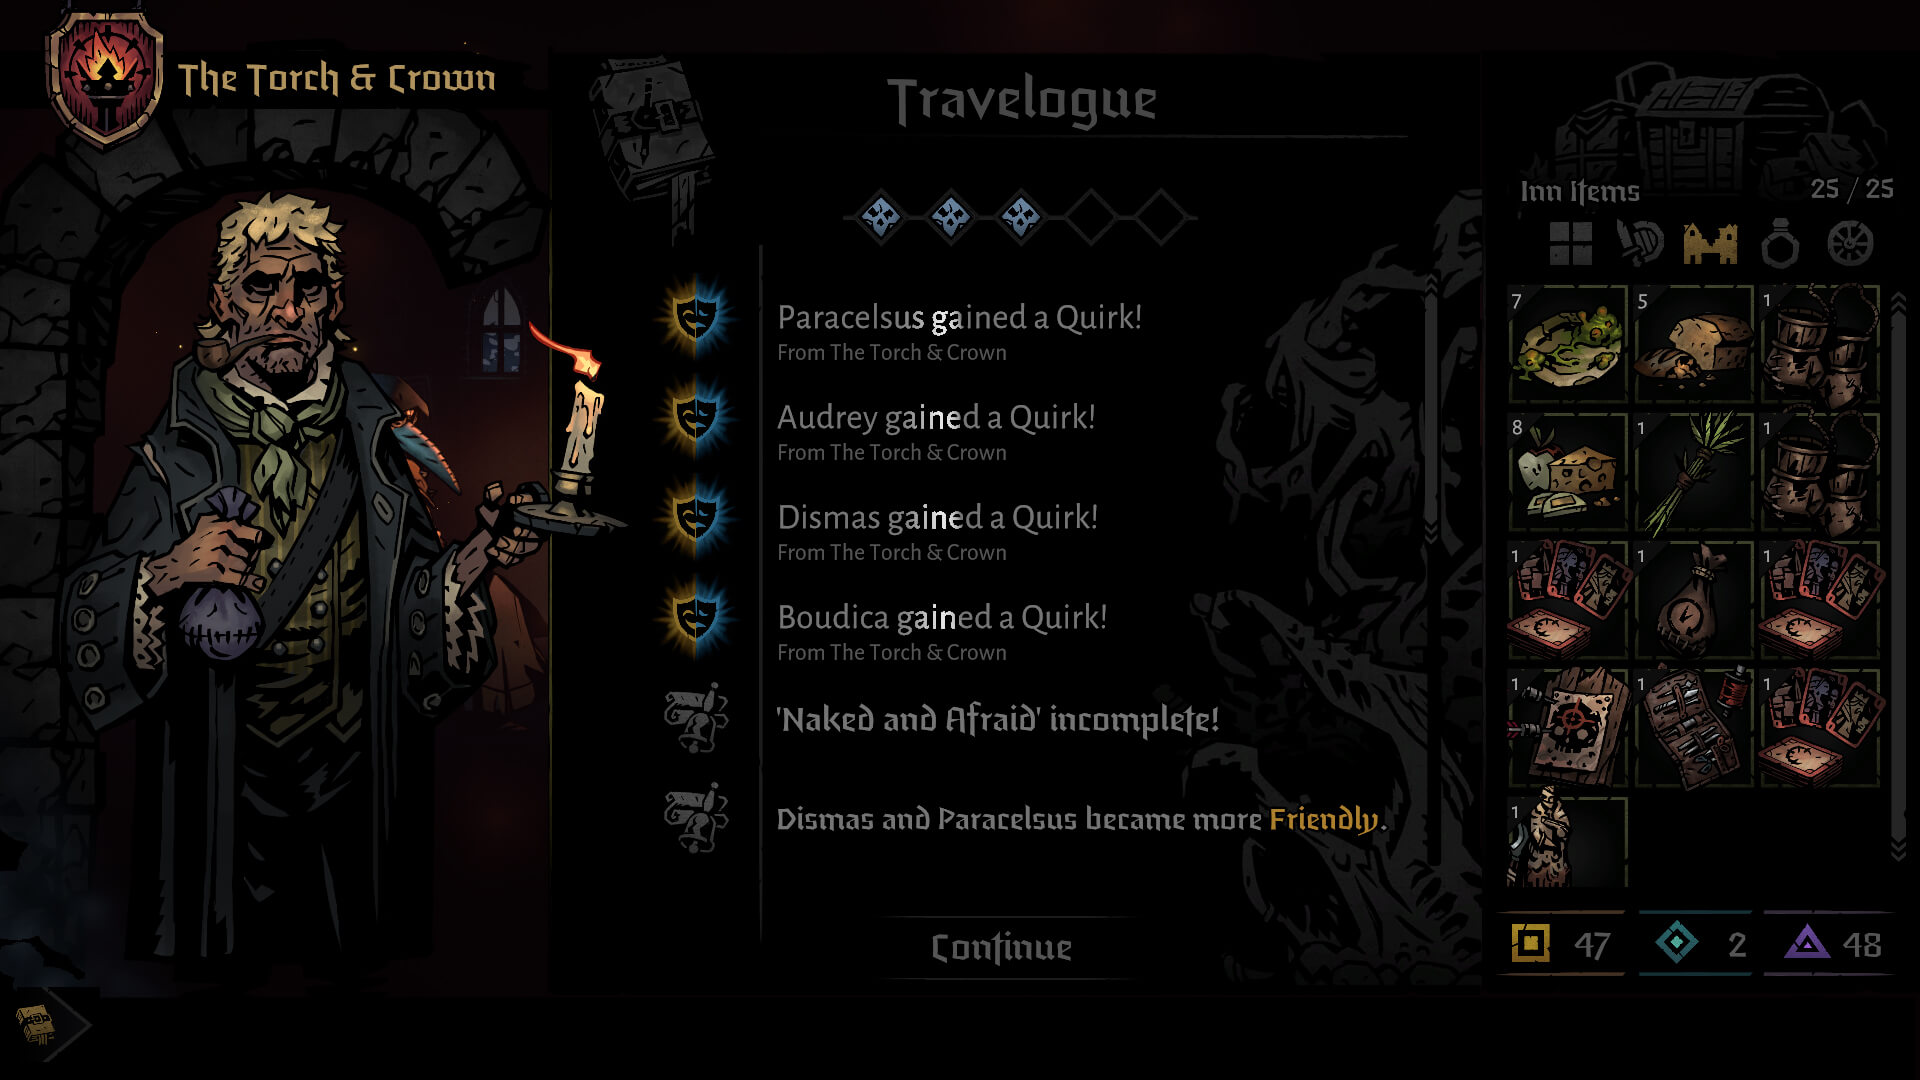 The Torch & Crown
Travelogue
Paracelsus gained a Quirk!
From The Torch & Crown
Audrey gained a Quirk!
From The Torch & Crown
Dismas gained a Quirk!
From The Torch & Crown
Boudica gained a Quirk!
From The Torch & Crown
'Naked and Afraid' incomplete!
Dismas and Paracelsus became more Friendly.
Continue
Inn Items
25 / 25
7 5 1
8 1 1
1 1 1
1 1 1
1
47 2 48